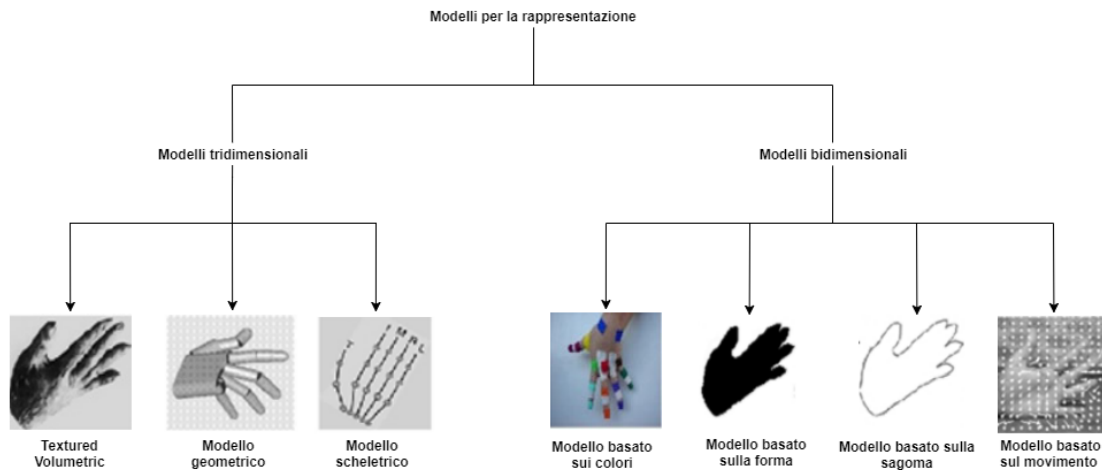 Modelli per la rappresentazione
Modelli tridimensionali
Modelli bidimensionali
T I M R L
Textured
Volumetric
Modello
geometrico
Modello
scheletrico
Modello basato
sui colori
Modello basato
sulla forma
Modello basato sulla
sagoma
Modello basato
sul movimento